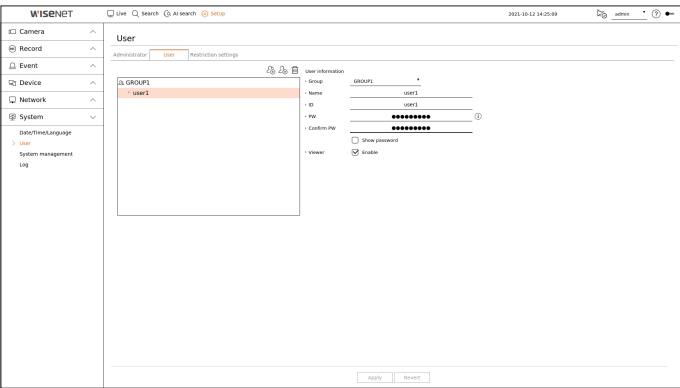 WISENET
Live Search AI search Setup
2021-10-12 14:25:09
admin
Camera
Record
Event
Device
Network
System
Date/Time/Language
User
System management
Log
User
Administrator User Restriction settings
GROUP1
user1
User information
Group GROUP1
Name user1
ID user1
PW ●●●●●●●●●
Confirm PW ●●●●●●●●●
Show password
Viewer Enable
Apply Revert